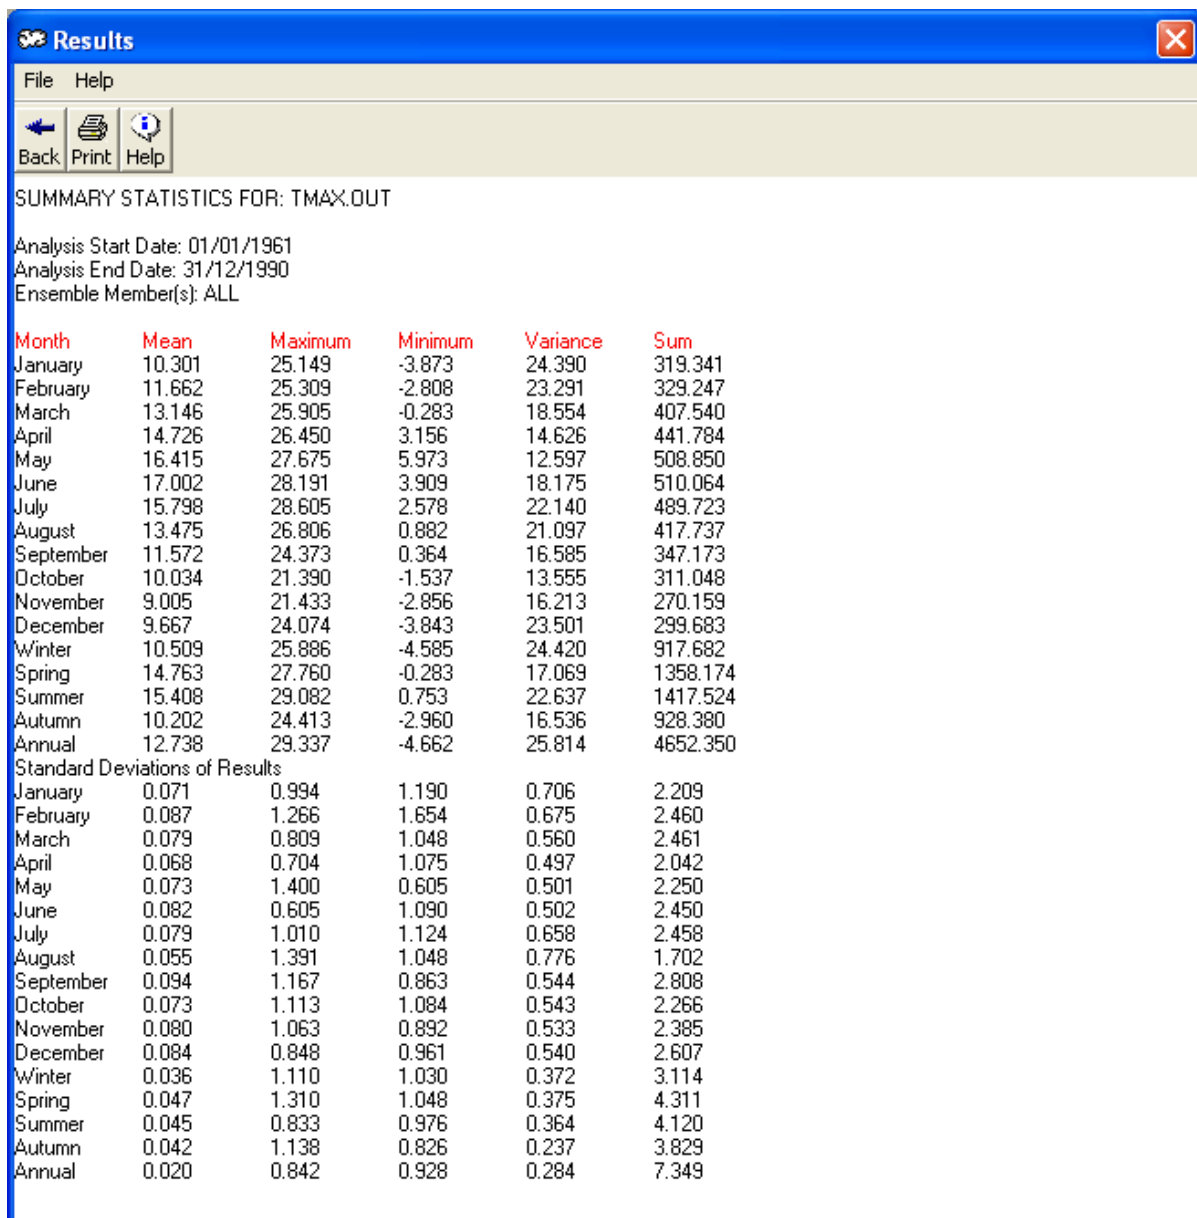 Results
File Help
Back Print Help
SUMMARY STATISTICS FOR: TMAX.OUT
Analysis Start Date: 01/01/1961
Analysis End Date: 31/12/1990
Ensemble Member(s): ALL
Month Mean Maximum Minimum Variance Sum
January 10.301 25.149 -3.873 24.390 319.341
February 11.662 25.309 -2.808 23.291 329.247
March 13.146 25.905 -0.283 18.554 407.540
April 14.726 26.450 3.156 14.626 441.784
May 16.415 27.675 5.973 12.597 508.850
June 17.002 28.191 3.909 18.175 510.064
July 15.798 28.605 2.578 22.140 489.723
August 13.475 26.806 0.882 21.097 417.737
September 11.572 24.373 0.364 16.585 347.173
October 10.034 21.390 -1.537 13.555 311.048
November 9.005 21.433 -2.856 16.213 270.159
December 9.667 24.074 -3.843 23.501 299.683
Winter 10.509 25.886 -4.585 24.420 917.682
Spring 14.763 27.760 -0.283 17.069 1358.174
Summer 15.408 29.082 0.753 22.637 1417.524
Autumn 10.202 24.413 -2.960 16.536 928.380
Annual 12.738 29.337 -4.662 25.814 4652.350
Standard Deviations of Results
January 0.071 0.994 1.190 0.706 2.209
February 0.087 1.266 1.654 0.675 2.460
March 0.079 0.809 1.048 0.560 2.461
April 0.068 0.704 1.075 0.497 2.042
May 0.073 1.400 0.605 0.501 2.250
June 0.082 0.605 1.090 0.502 2.450
July 0.079 1.010 1.124 0.658 2.458
August 0.055 1.391 1.048 0.776 1.702
September 0.094 1.167 0.863 0.544 2.808
October 0.073 1.113 1.084 0.543 2.266
November 0.080 1.063 0.892 0.533 2.385
December 0.084 0.848 0.961 0.540 2.607
Winter 0.036 1.110 1.030 0.372 3.114
Spring 0.047 1.310 1.048 0.375 4.311
Summer 0.045 0.833 0.976 0.364 4.120
Autumn 0.042 1.138 0.826 0.237 3.829
Annual 0.020 0.842 0.928 0.284 7.349